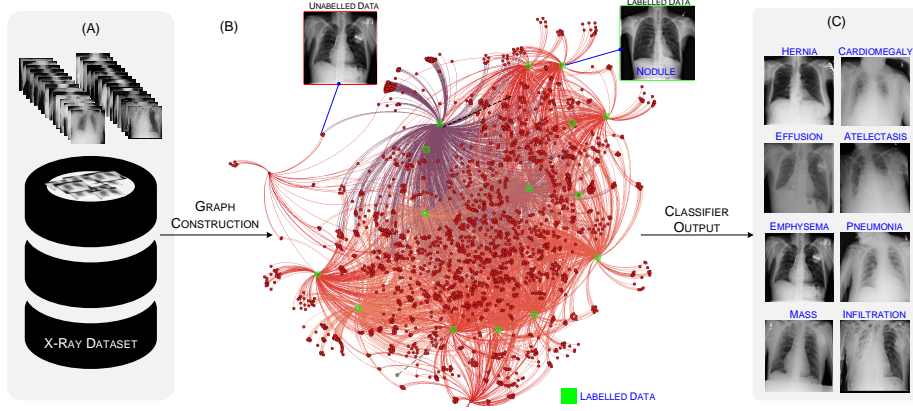 (A)
X-RAY DATASET
GRAPH
CONSTRUCTION
(B)
UNABELLED DATA
LABELLED DATA
NODULE
LABELLED DATA
CLASSIFIER
OUTPUT
(C)
HERNIA
CARDIOMEGALY
EFFUSION
ATELECTASIS
EMPHYSEMA
PNEUMONIA
MASS
INFILTRATION